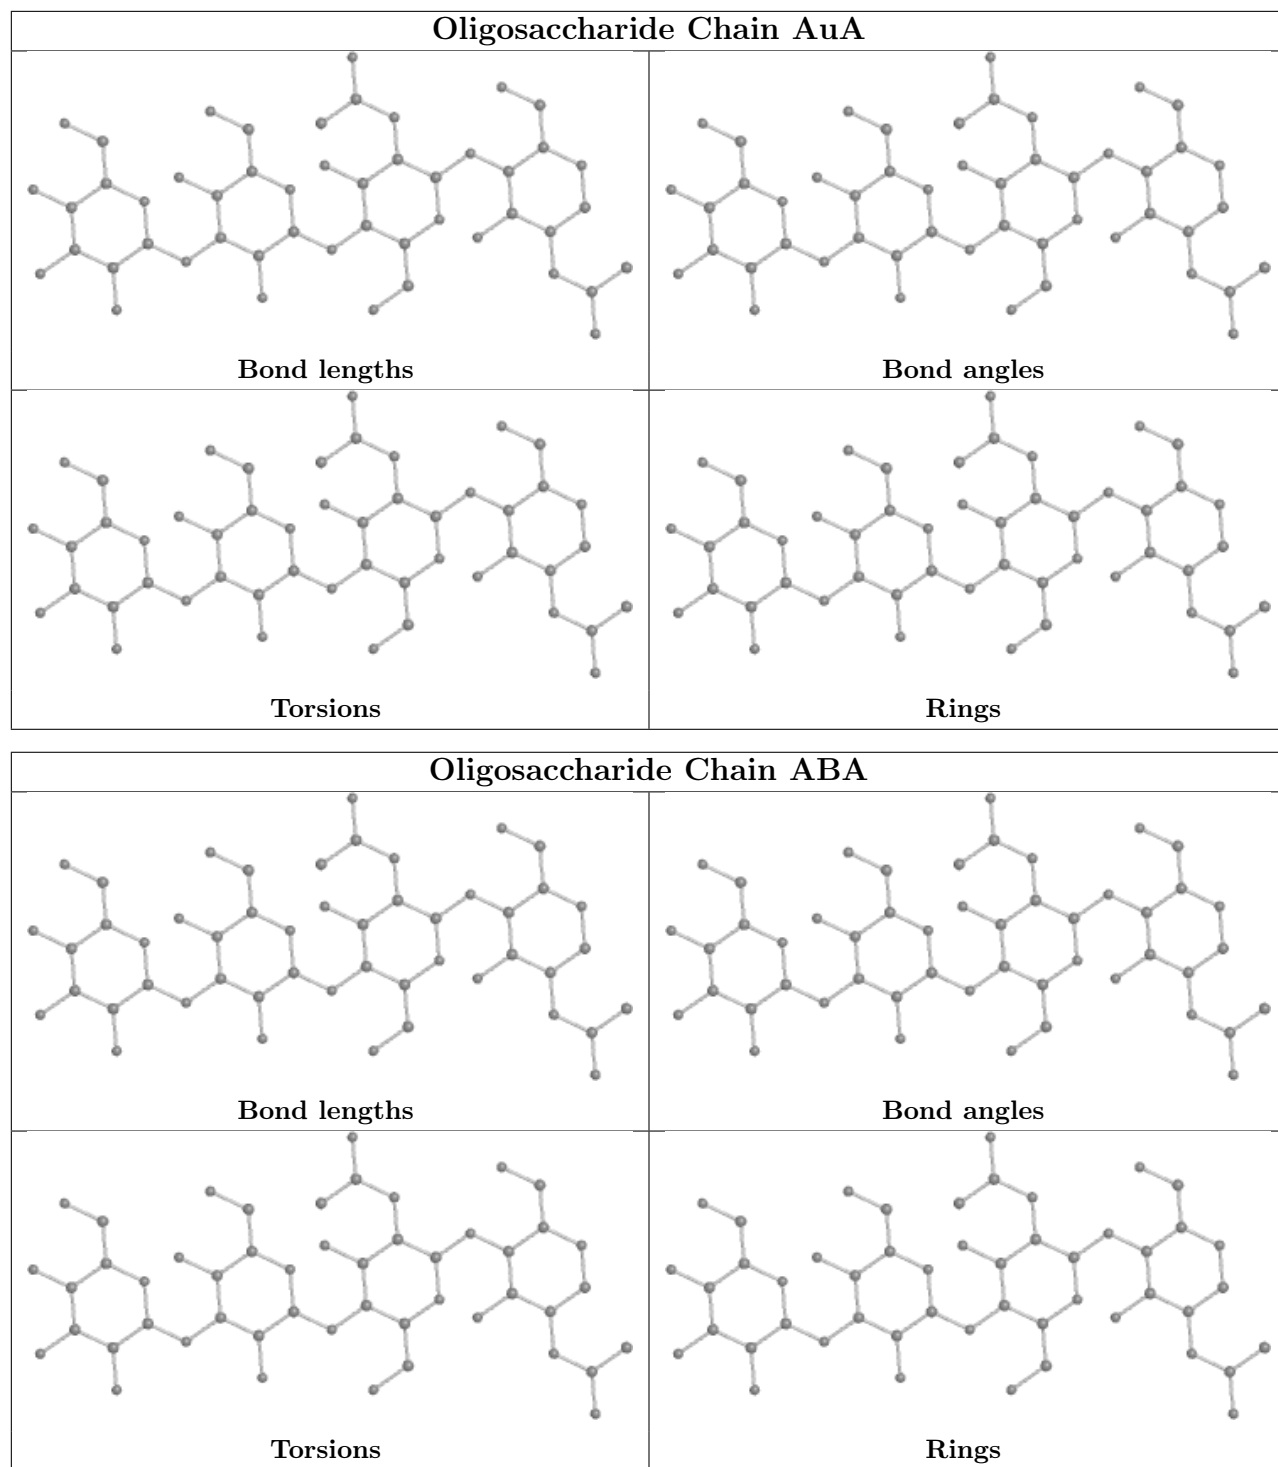 Oligosaccharide Chain AuA
Bond lengths
Bond angles
Torsions
Rings
Oligosaccharide Chain ABA
Bond lengths
Bond angles
Torsions
Rings